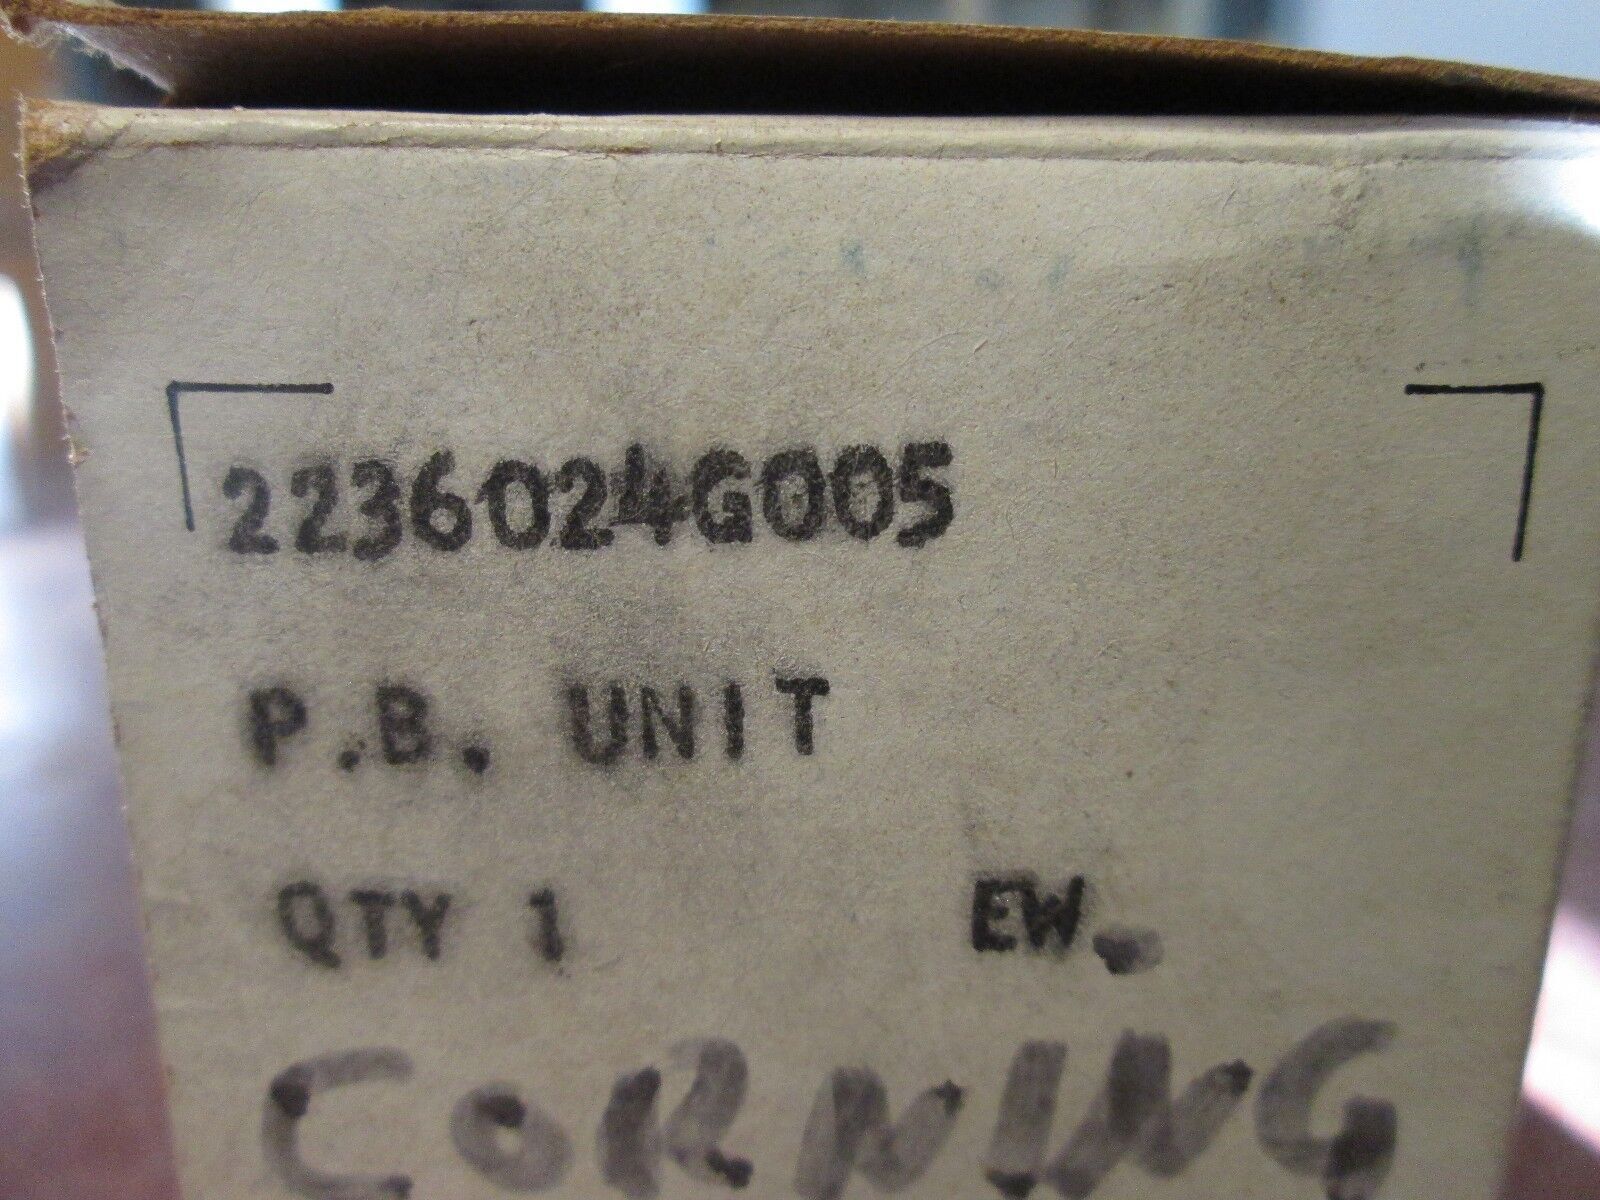 2236024G005
P.B. UNIT
QTY 1 EW.
CORNING